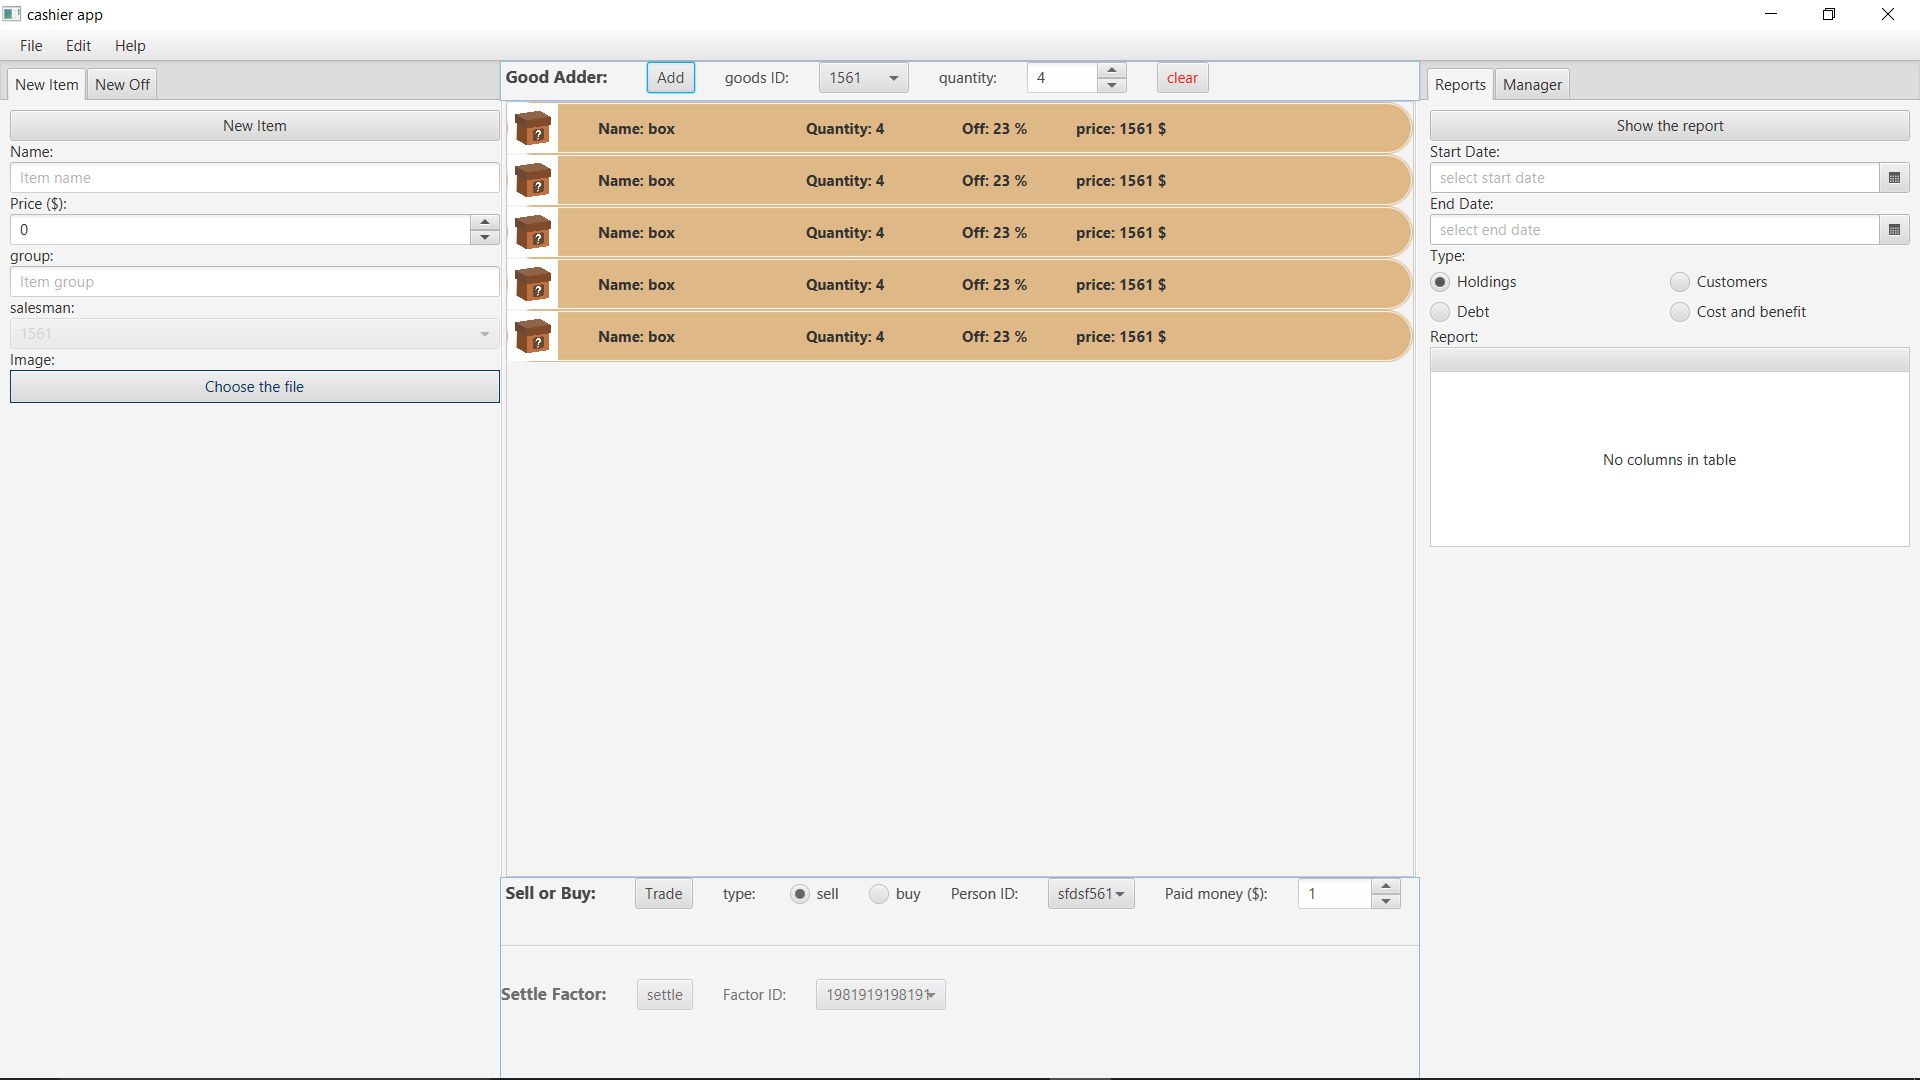 cashier app
File Edit Help
New Item New Off
New Item
Name:
Item name
Price ($):
0
group:
Item group
salesman:
1561
Image:
Choose the file
Good Adder: Add goods ID: 1561 quantity: 4 clear
? Name: box Quantity: 4 Off: 23 % price: 1561 $
? Name: box Quantity: 4 Off: 23 % price: 1561 $
? Name: box Quantity: 4 Off: 23 % price: 1561 $
? Name: box Quantity: 4 Off: 23 % price: 1561 $
? Name: box Quantity: 4 Off: 23 % price: 1561 $
Sell or Buy: Trade type: sell buy Person ID: sfdsf561 Paid money ($): 1
Settle Factor: settle Factor ID: 1981919198191
Reports Manager
Show the report
Start Date:
select start date
End Date:
select end date
Type:
Holdings Customers
Debt Cost and benefit
Report:
No columns in table